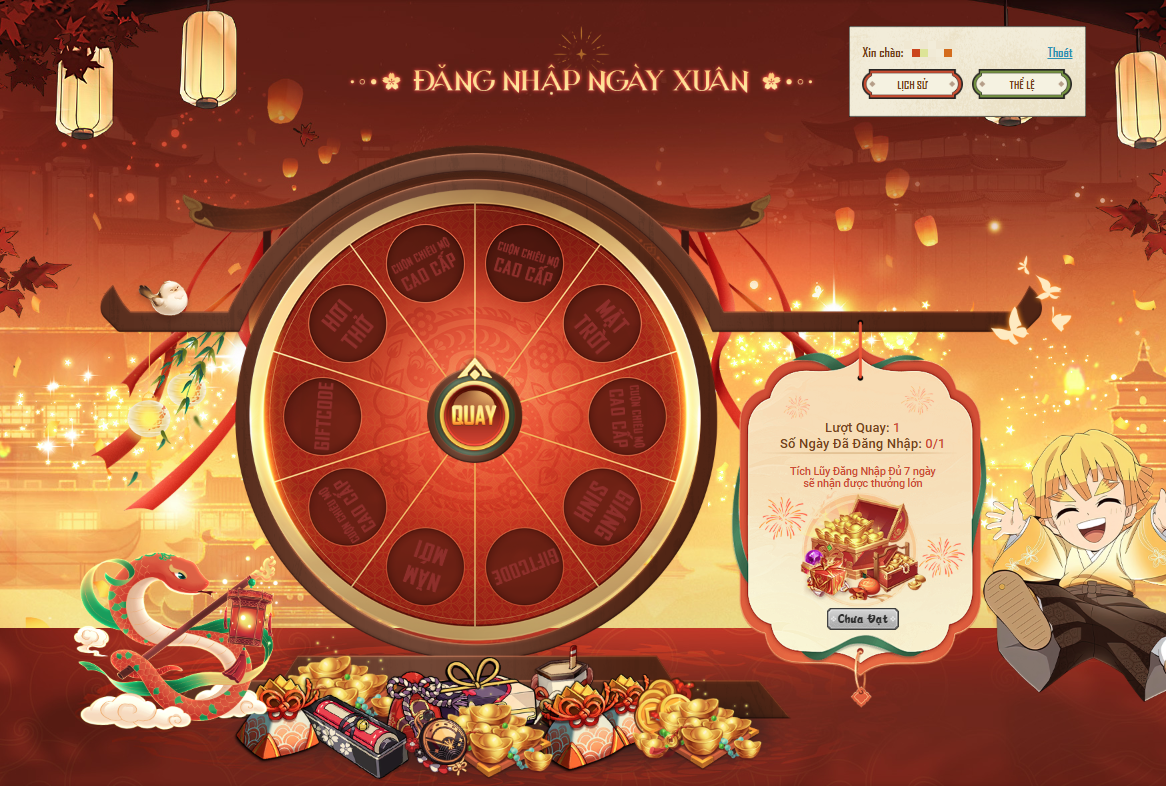 ĐĂNG NHẬP NGÀY XUÂN
Xin chào:
Thoát
LỊCH SỬ
THỂ LỆ
CUỘN CHIÊU MỘ
CAO CẤP
CUỘN CHIÊU MỘ
CAO CẤP
HƠI
THỞ
MẶT
TRỜI
GIFTCODE
QUAY
CUỘN CHIÊU MỘ
CAO CẤP
CUỘN CHIÊU MỘ
CAO CẤP
GIÁNG
SINH
NĂM
MỚI
GIFTCODE
Lượt Quay: 1
Số Ngày Đã Đăng Nhập: 0/1
Tích Lũy Đăng Nhập Đủ 7 ngày
sẽ nhận được thưởng lớn
Chưa Đạt